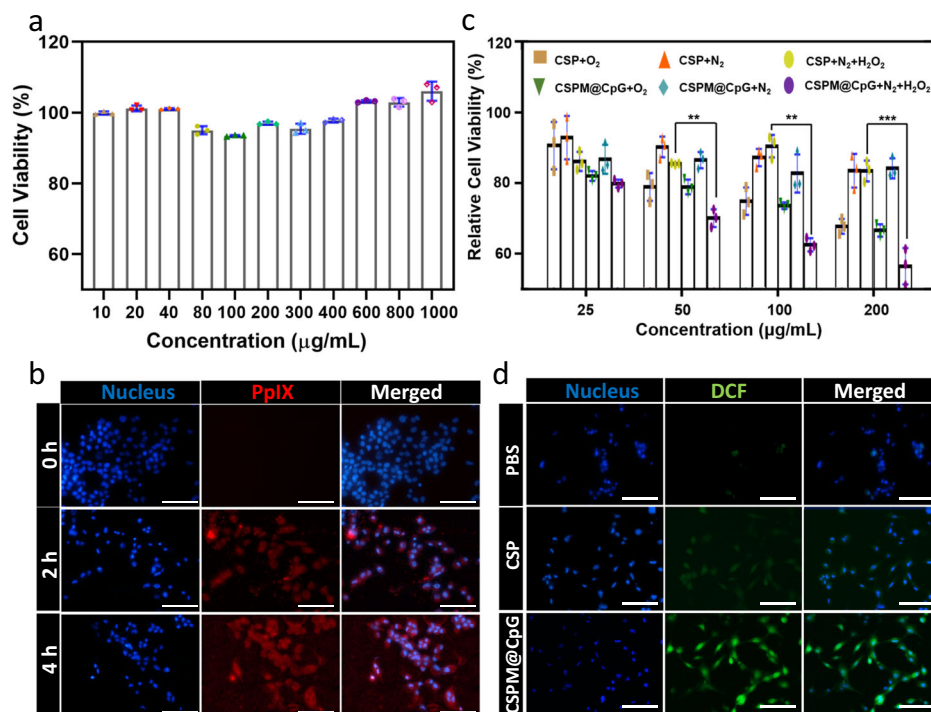 a
120
100
80
60
Cell Viability (%)
10 20 40 80 100 200 300 400 600 800 1000
Concentration (μg/mL)
c
120
100
80
60
Relative Cell Viability (%)
CSP+O₂ CSP+N₂ CSP+N₂+H₂O₂
CSPM@CpG+O₂ CSPM@CpG+N₂ CSPM@CpG+N₂+H₂O₂
** ** ***
25 50 100 200
Concentration (μg/mL)
b
Nucleus PpIX Merged
0 h
2 h
4 h
d
Nucleus DCF Merged
PBS
CSP
CSPM@CpG